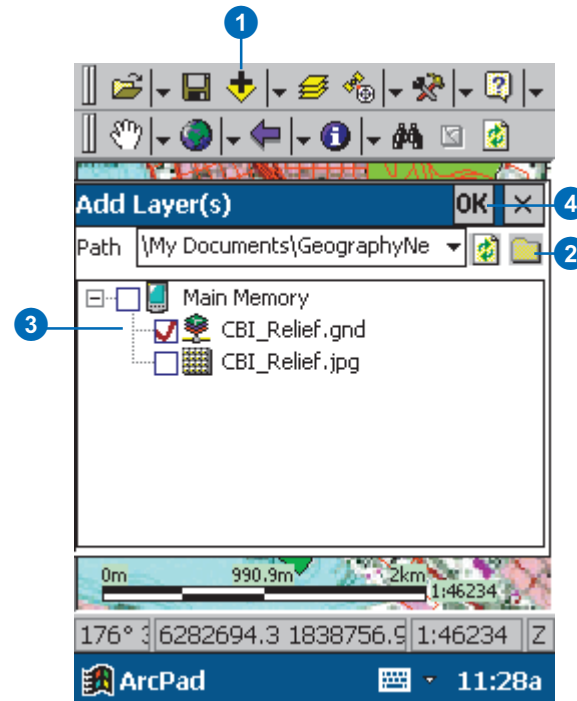 1
Add Layer(s) OK × 4
Path \My Documents\GeographyNe 2
Main Memory
3 CBI_Relief.gnd
CBI_Relief.jpg
0m 990.9m 2km
1:46234
176° 6282694.3 1838756.9 1:46234 Z
ArcPad 11:28a